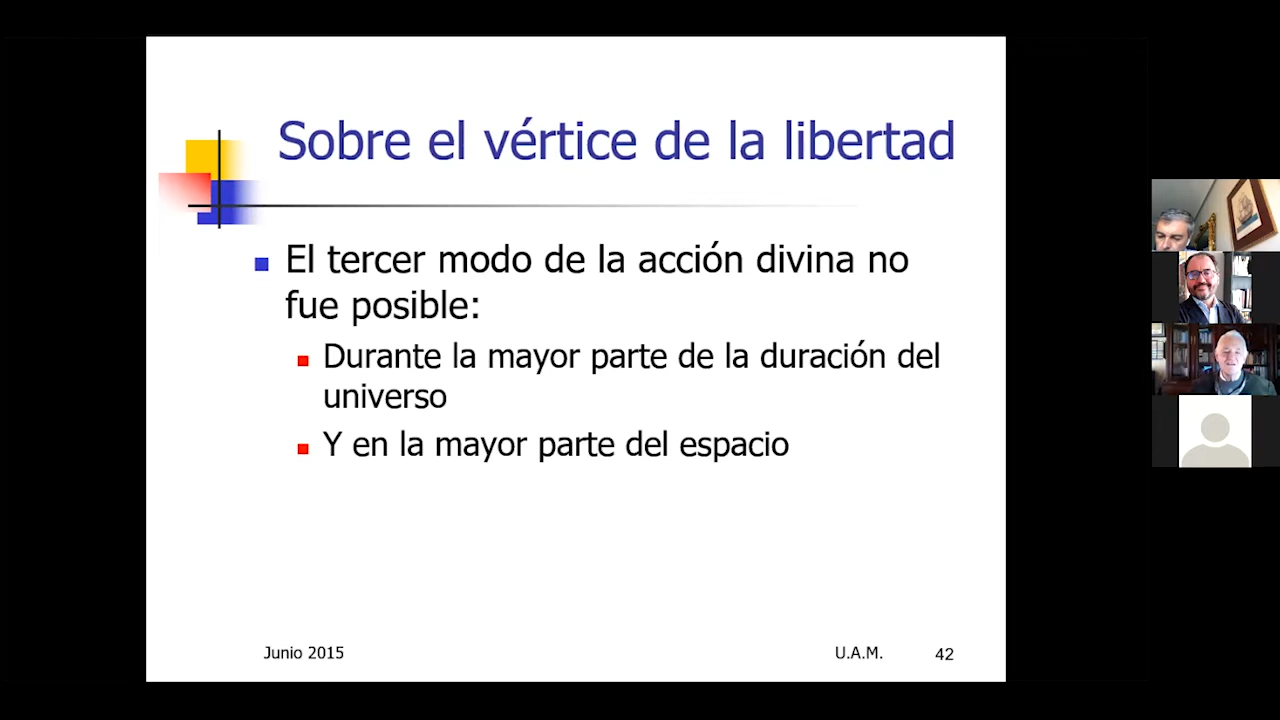 Sobre el vértice de la libertad
El tercer modo de la acción divina no
fue posible:
Durante la mayor parte de la duración del
universo
Y en la mayor parte del espacio
Junio 2015
U.A.M.
42